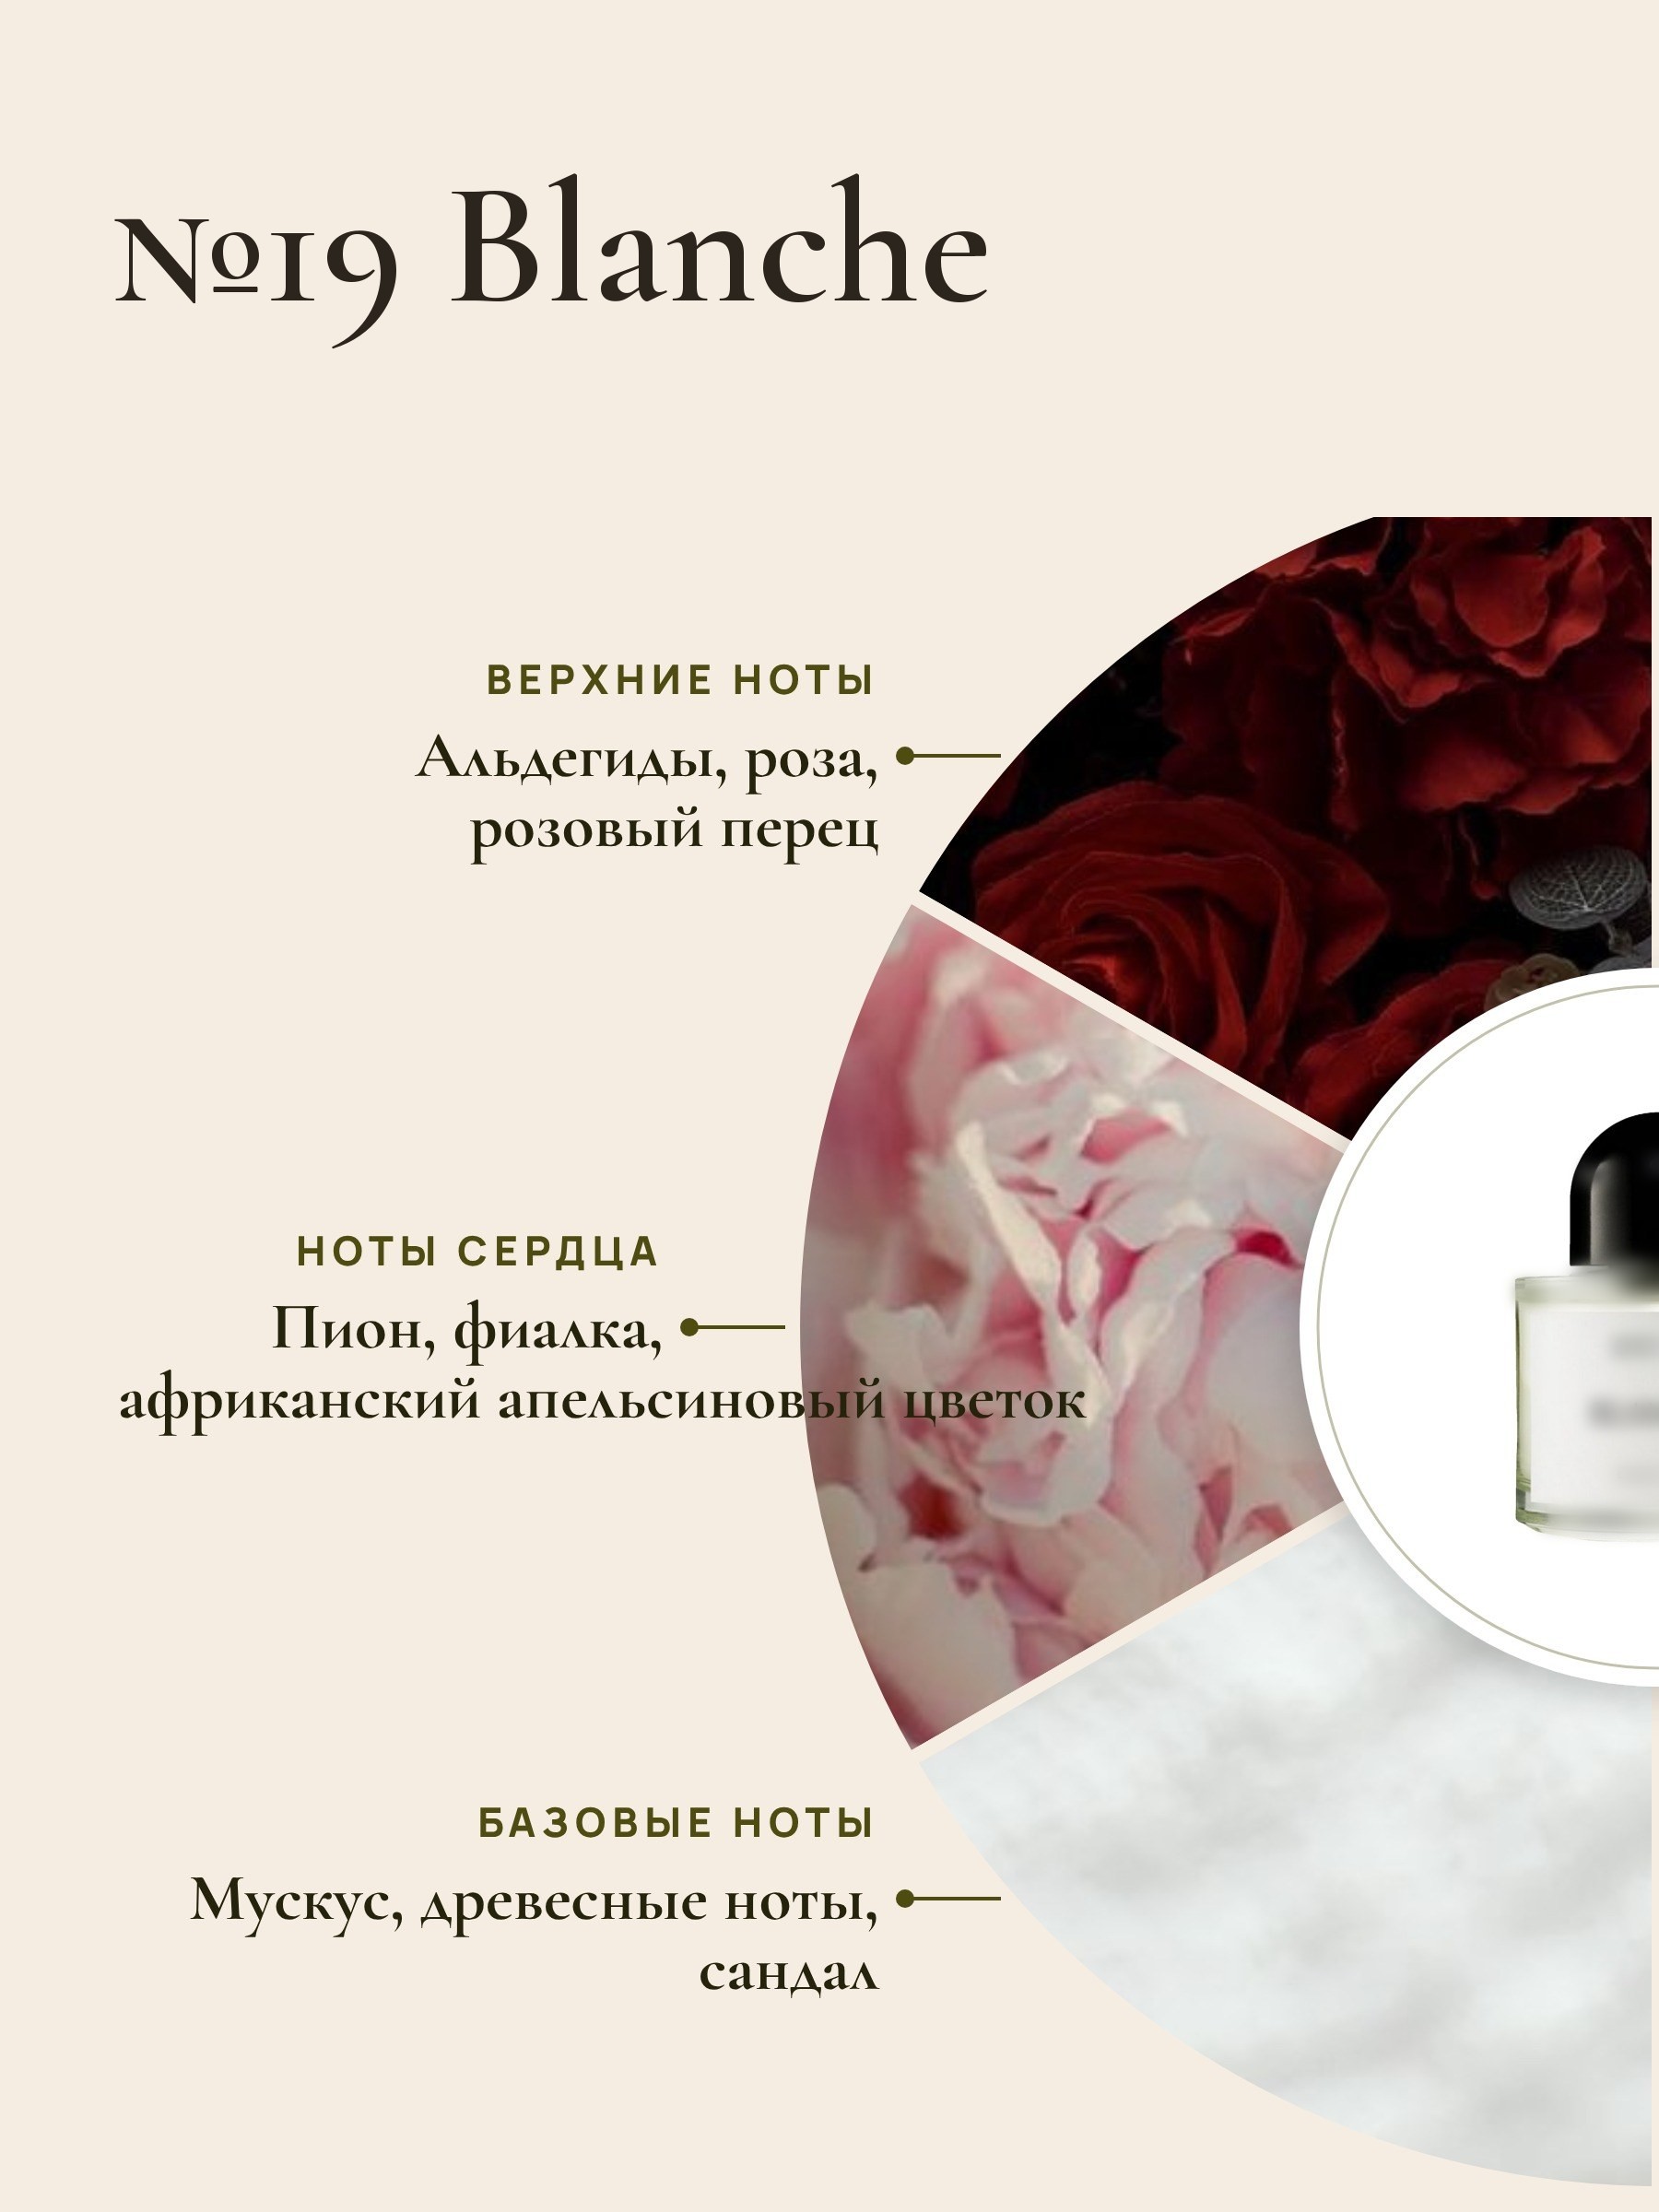 №19 Blanche
ВЕРХНИЕ НОТЫ
Альдегиды, роза,
розовый перец
НОТЫ СЕРДЦА
Пион, фиалка,
африканский апельсиновый цветок
БАЗОВЫЕ НОТЫ
Мускус, древесные ноты,
сандал